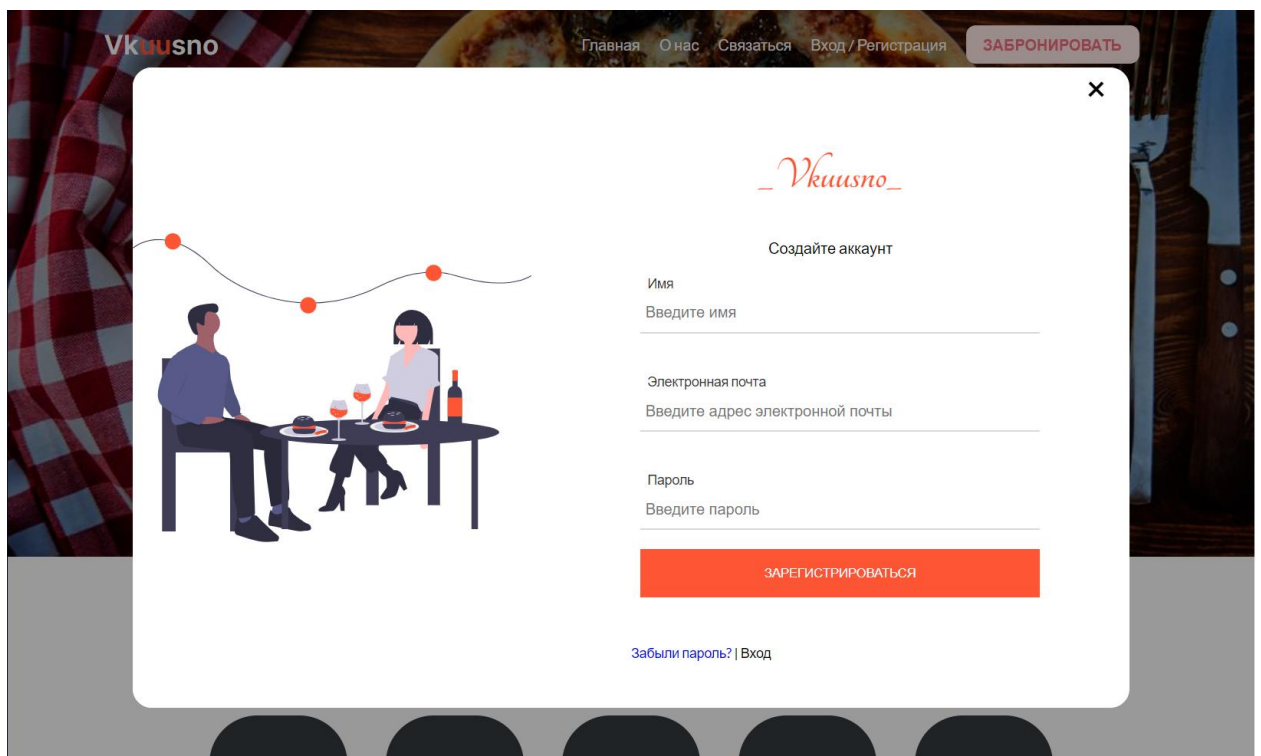 Vkuusno
Главная О нас Связаться Вход / Регистрация ЗАБРОНИРОВАТЬ
_Vkuusno_
Создайте аккаунт
Имя
Введите имя
Электронная почта
Введите адрес электронной почты
Пароль
Введите пароль
ЗАРЕГИСТРИРОВАТЬСЯ
Забыли пароль? | Вход